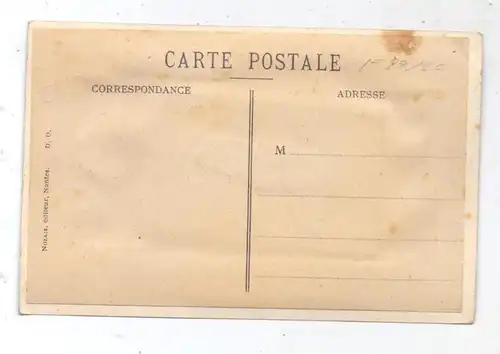 CARTE POSTALE
CORRESPONDANCE
ADRESSE
M
Nozais, éditeur, Nantes. D. D.